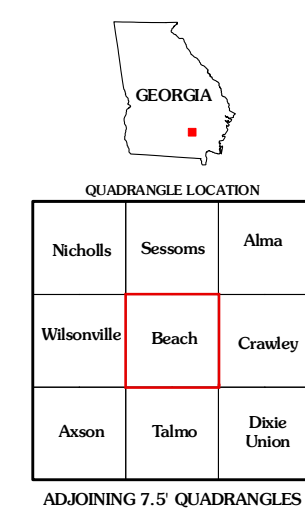 GEORGIA
QUADRANGLE LOCATION
Nicholls
Sessoms
Alma
Wilsonville
Beach
Crawley
Axson
Talmo
Dixie
Union
ADJOINING 7.5' QUADRANGLES